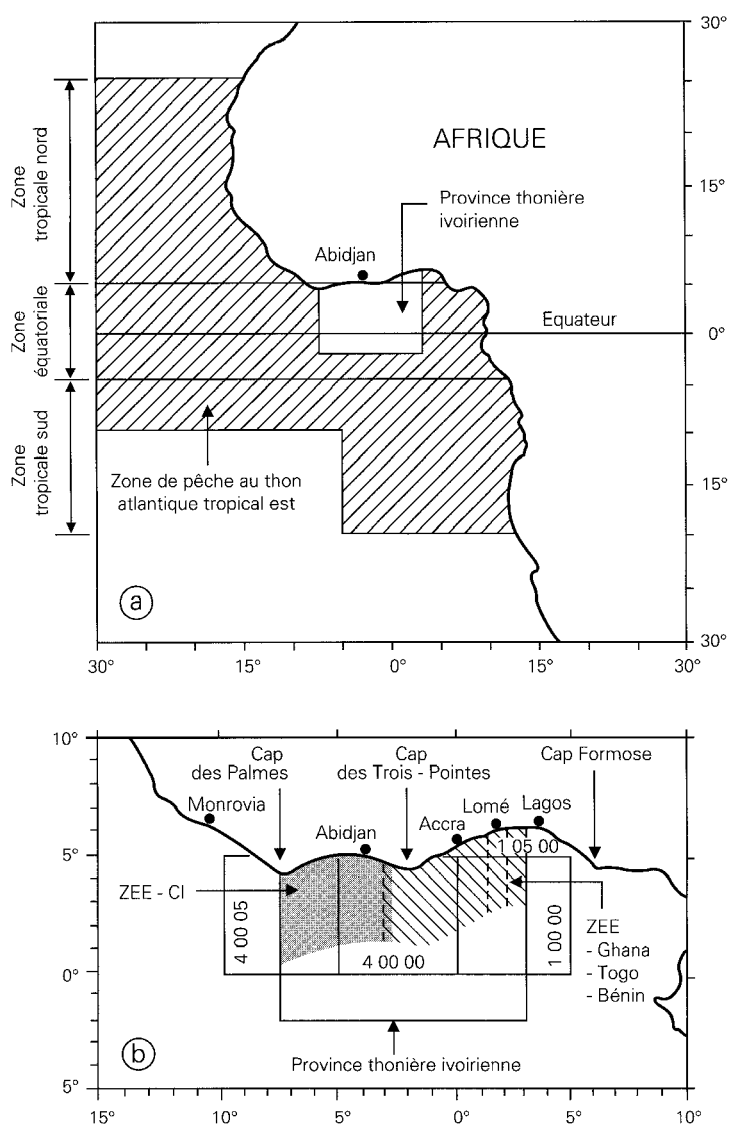 30°
Zone
tropicale nord
AFRIQUE
15°
Province thonière
ivoirienne
Abidjan
Zone
équatoriale
Equateur
0°
Zone
tropicale sud
Zone de pêche au thon
atlantique tropical est
15°
a
30°
30° 15° 0° 15° 30°
10°
Cap
des Palmes
Cap
des Trois - Pointes
Cap Formose
Monrovia
Abidjan
Accra
Lomé
Lagos
5°
1 05 00
ZEE - CI
4 00 05
4 00 00
1 00 00
ZEE
- Ghana
- Togo
- Bénin
0°
b
Province thonière ivoirienne
5°
15° 10° 5° 0° 5° 10°